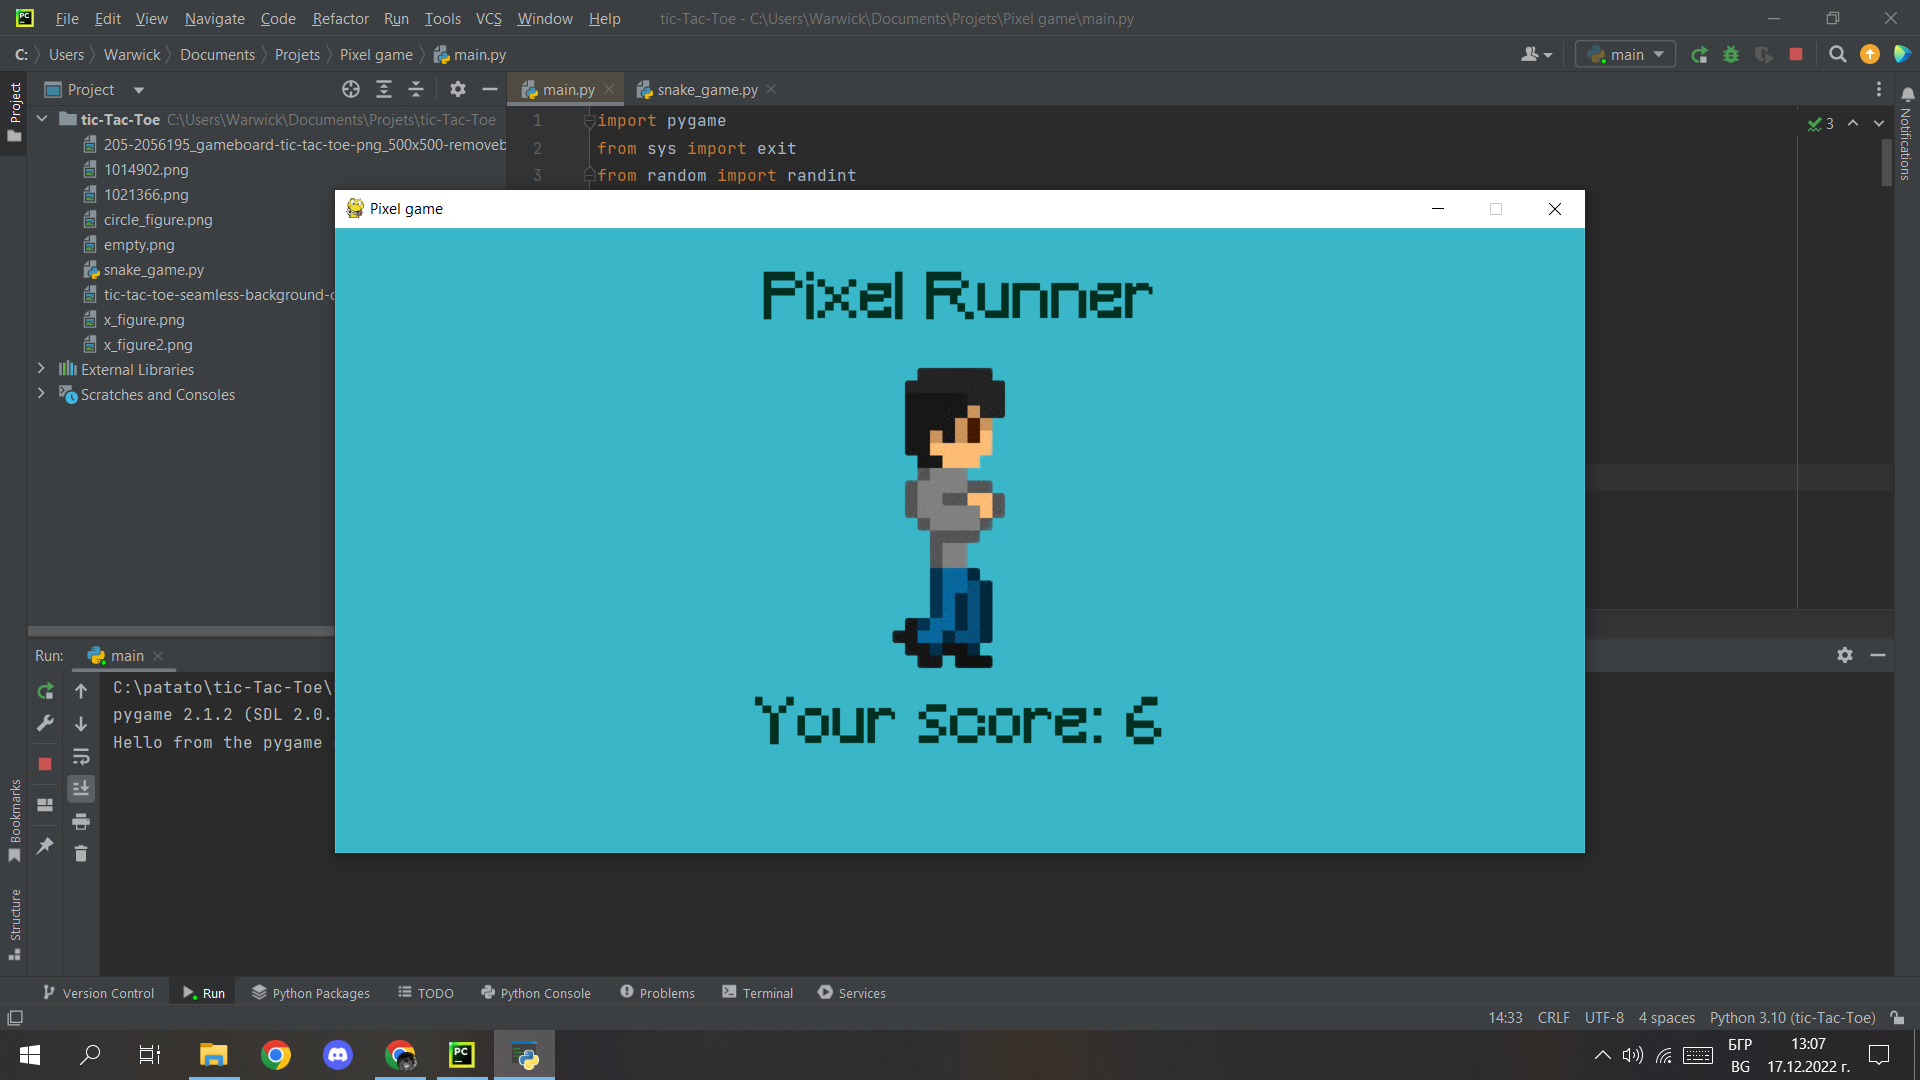 File Edit View Navigate Code Refactor Run Tools VCS Window Help tic-Tac-Toe - C:\Users\Warwick\Documents\Projets\Pixel game\main.py
C: Users Warwick Documents Projets Pixel game main.py
main
Project
Project
main.py
snake_game.py
Notifications
tic-Tac-Toe C:\Users\Warwick\Documents\Projets\tic-Tac-Toe
205-2056195_gameboard-tic-tac-toe-png_500x500-removeb
1014902.png
1021366.png
circle_figure.png
empty.png
snake_game.py
tic-tac-toe-seamless-background-
x_figure.png
x_figure2.png
External Libraries
Scratches and Consoles
1 import pygame
2 from sys import exit
3 from random import randint
3
Pixel game
Pixel Runner
Your score: 6
Run: main
C:\patato\tic-Tac-Toe\
pygame 2.1.2 (SDL 2.0.
Hello from the pygame
Bookmarks
Structure
Version Control Run Python Packages TODO Python Console Problems Terminal Services
14:33 CRLF UTF-8 4 spaces Python 3.10 (tic-Tac-Toe)
PC
БГР
BG
13:07
17.12.2022 г.